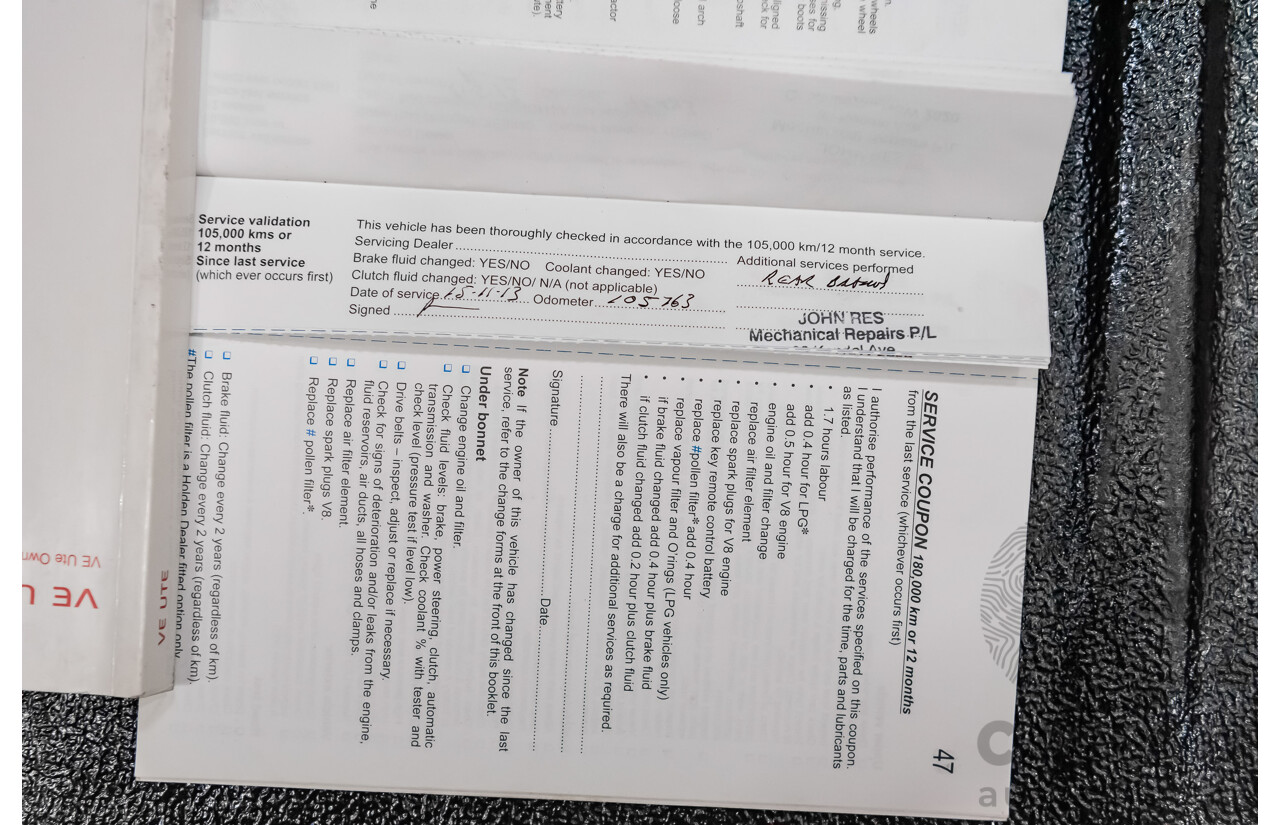 Service validation
105,000 kms or
12 months
Since last service
(which ever occurs first)
This vehicle has been thoroughly checked in accordance with the 105,000 km/12 month service.
Servicing Dealer
Brake fluid changed: YES/NO Coolant changed: YES/NO
Clutch fluid changed: YES/NO/ N/A (not applicable)
Date of service 15-11-13 Odometer 105763
Signed
Additional services performed
REAR
JOHN RES
Mechanical Repairs P/L
Ave
SERVICE COUPON 180,000 km or 12 months
from the last service (whichever occurs first)
I authorise performance of the services specified on this coupon.
I understand that I will be charged for the time, parts and lubricants
as listed.
• 1.7 hours labour
• add 0.4 hour for LPG*
• add 0.5 hour for V8 engine
• engine oil and filter change
• replace air filter element
• replace spark plugs for V8 engine
• replace key remote control battery
• replace #pollen filter* add 0.4 hour
• replace vapour filter and O'rings (LPG vehicles only)
• if brake fluid changed add 0.4 hour plus brake fluid
• if clutch fluid changed add 0.2 hour plus clutch fluid
There will also be a charge for additional services as required.
Signature Date
Note If the owner of this vehicle has changed since the last
service, refer to the change forms at the front of this booklet.
Under bonnet
❑ Change engine oil and filter.
❑ Check fluid levels: brake, power steering, clutch, automatic
transmission and washer. Check coolant % with tester and
check level (pressure test if level low).
❑ Drive belts – inspect, adjust or replace if necessary.
❑ Check for signs of deterioration and/or leaks from the engine,
fluid reservoirs, air ducts, all hoses and clamps.
❑ Replace air filter element.
❑ Replace spark plugs V8.
❑ Replace # pollen filter*.
❑ Brake fluid: Change every 2 years (regardless of km).
❑ Clutch fluid: Change every 2 years (regardless of km).
#The pollen filter is a Holden Dealer fitted option only.
47
VE UTE
VE Ute Own
VE U